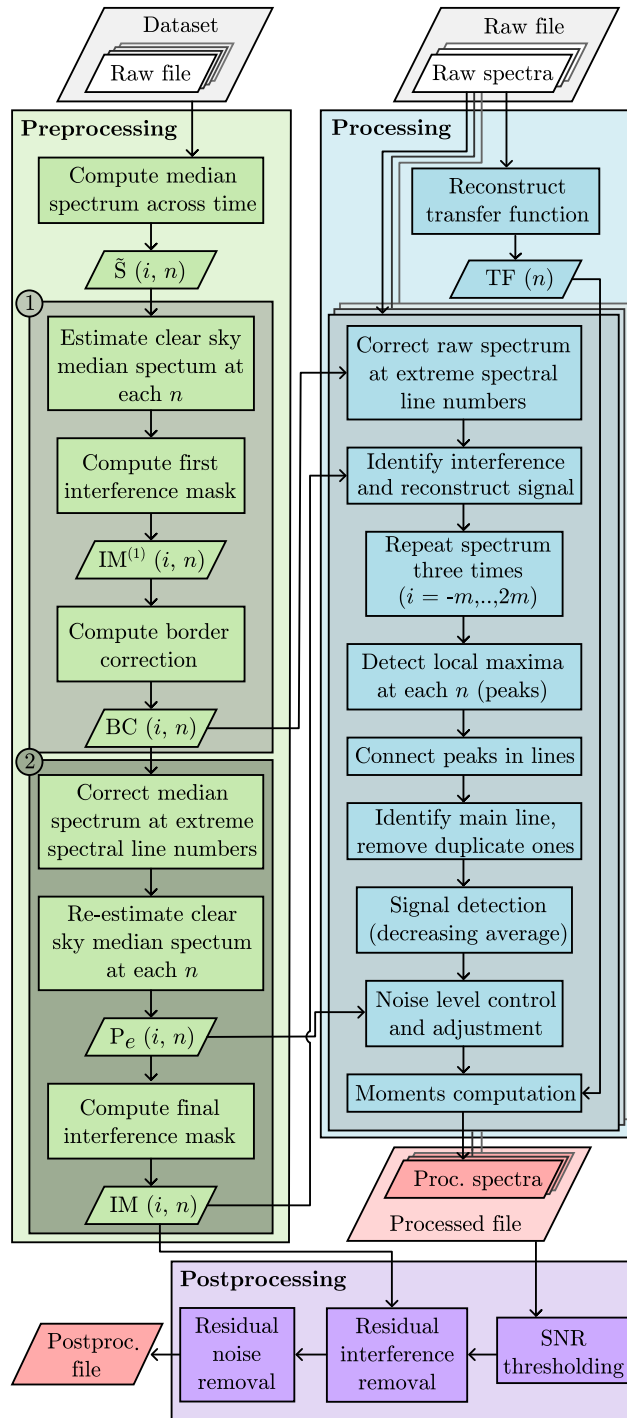 Dataset
Raw file
Preprocessing
Compute median
spectrum across time
S̃ (i, n)
1
Estimate clear sky
median spectum at
each n
Compute first
interference mask
IM⁽¹⁾ (i, n)
Compute border
correction
BC (i, n)
2
Correct median
spectrum at extreme
spectral line numbers
Re-estimate clear
sky median spectum
at each n
Pₑ (i, n)
Compute final
interference mask
IM (i, n)
Raw file
Raw spectra
Processing
Reconstruct
transfer function
TF (n)
Correct raw spectrum
at extreme spectral
line numbers
Identify interference
and reconstruct signal
Repeat spectrum
three times
(i = -m,..,2m)
Detect local maxima
at each n (peaks)
Connect peaks in lines
Identify main line,
remove duplicate ones
Signal detection
(decreasing average)
Noise level control
and adjustment
Moments computation
Proc. spectra
Processed file
Postprocessing
SNR
thresholding
Residual
interference
removal
Residual
noise
removal
Postproc.
file